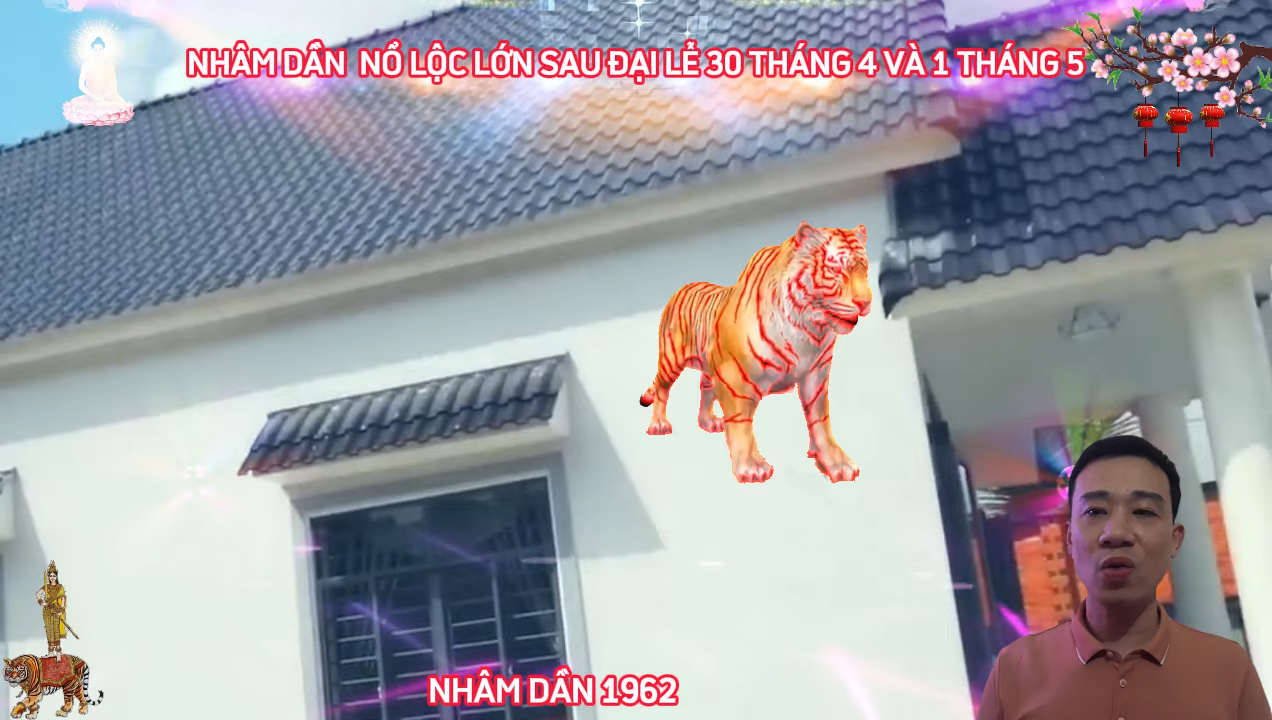 NHÂM DẦN NỔ LỘC LỚN SAU ĐẠI LỄ 30 THÁNG 4 VÀ 1 THÁNG 5
NHÂM DẦN 1962